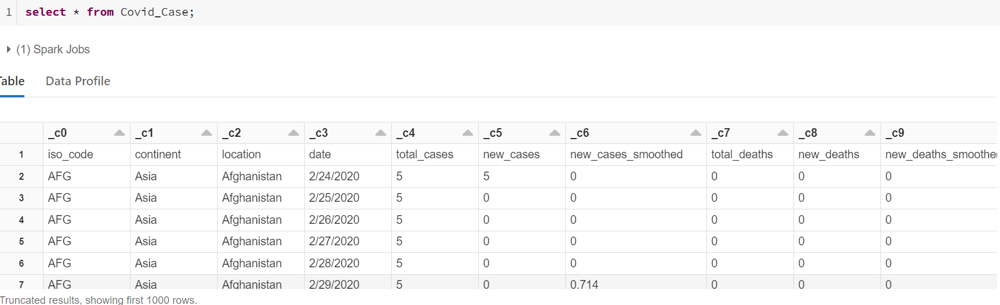 1 select * from Covid_Case;
(1) Spark Jobs
Table Data Profile
_c0 _c1 _c2 _c3 _c4 _c5 _c6 _c7 _c8 _c9
1 iso_code continent location date total_cases new_cases new_cases_smoothed total_deaths new_deaths new_deaths_smoothed
2 AFG Asia Afghanistan 2/24/2020 5 5 0 0 0 0
3 AFG Asia Afghanistan 2/25/2020 5 0 0 0 0 0
4 AFG Asia Afghanistan 2/26/2020 5 0 0 0 0 0
5 AFG Asia Afghanistan 2/27/2020 5 0 0 0 0 0
6 AFG Asia Afghanistan 2/28/2020 5 0 0 0 0 0
7 AFG Asia Afghanistan 2/29/2020 5 0 0.714 0 0 0
Truncated results, showing first 1000 rows.